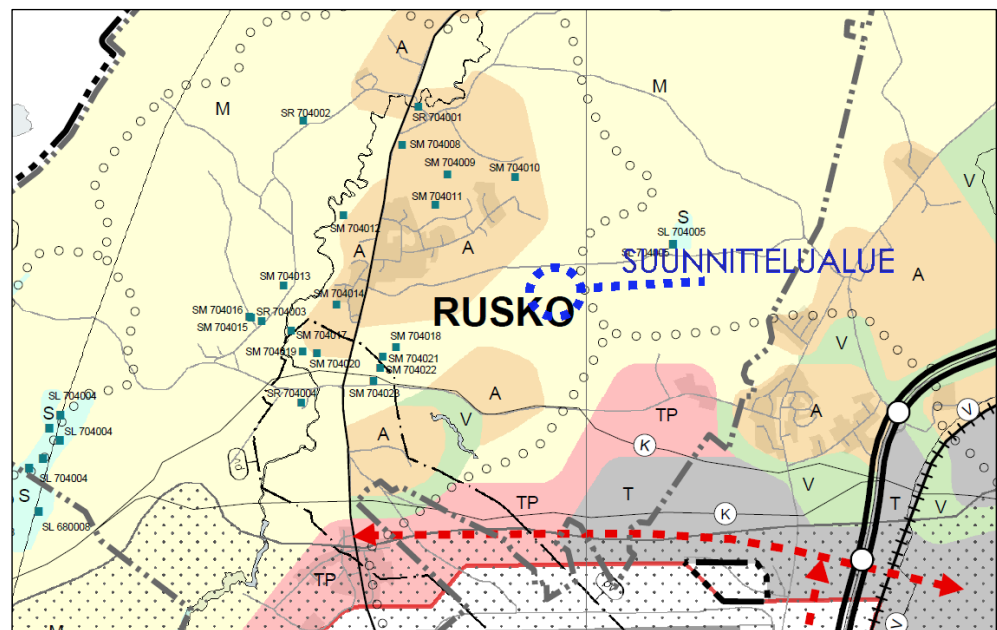 A
M
M
SR 704002
SR 704001
SM 704008
SM 704009
SM 704010
V
SM 704011
SM 704012
S
SL 704005
SL 704005
SUUNNITTELUALUE
A
A
A
SM 704013
SM 704014
RUSKO
SM 704016
SR 704003
SM 704015
SM 704017
SM 704018
V
SM 704019
SM 704020
SM 704021
SM 704022
SM 704023
SL 704004
SR 704004
A
A
V
TP
V
S
SL 704004
A
K
SL 704004
S
V
TP
T
T
V
SL 680008
K
TP
M
V